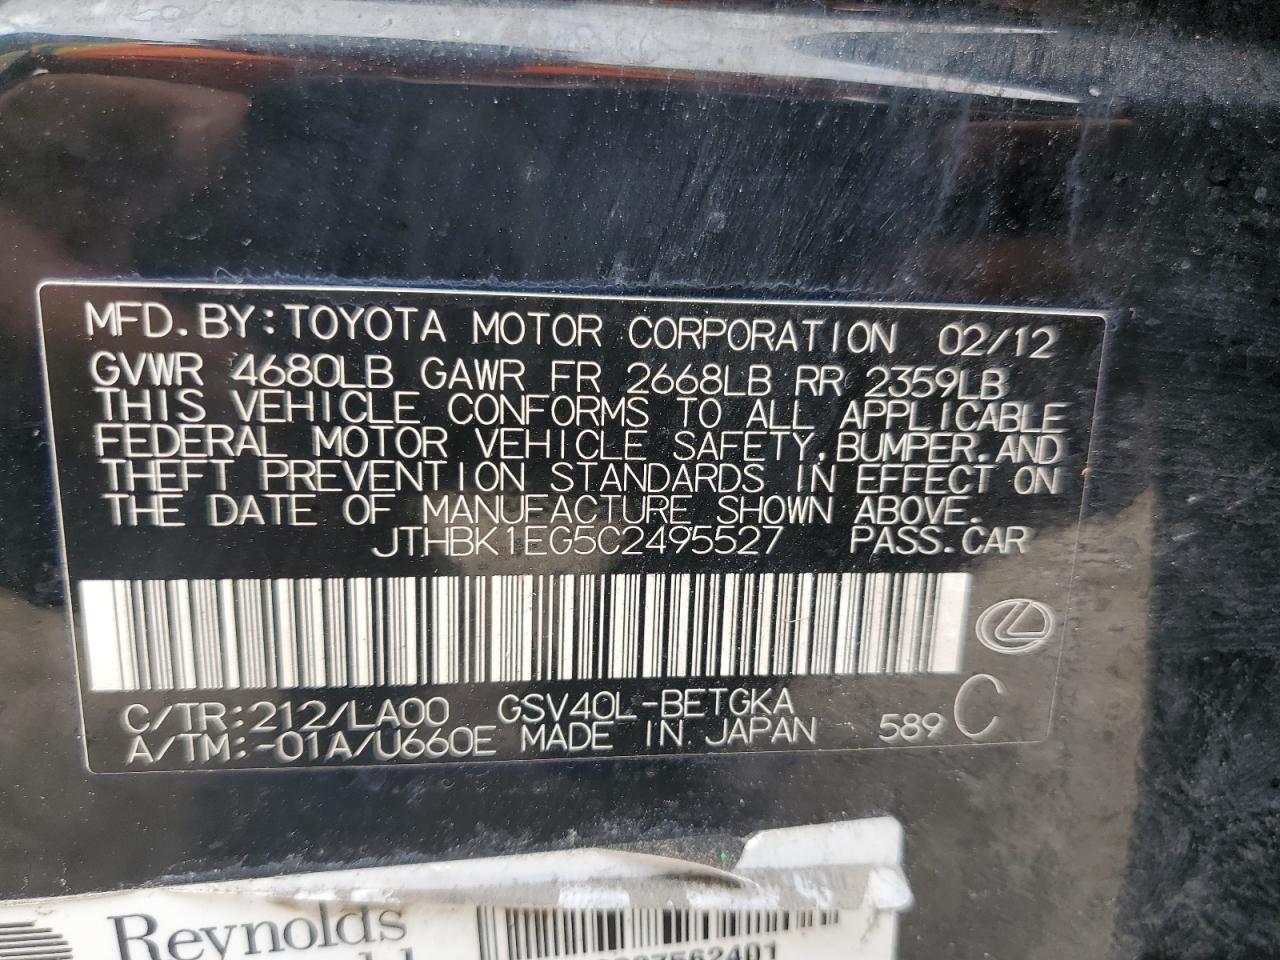 MFD.BY:TOYOTA MOTOR CORPORATION 02/12
GVWR 4680LB GAWR FR 2668LB RR 2359LB
THIS VEHICLE CONFORMS TO ALL APPLICABLE
FEDERAL MOTOR VEHICLE SAFETY,BUMPER,AND
THEFT PREVENTION STANDARDS IN EFFECT ON
THE DATE OF MANUFACTURE SHOWN ABOVE.
JTHBK1EG5C2495527 PASS.CAR
C/TR:212/LA00 GSV40L-BETGKA
A/TM:-01A/U660E MADE IN JAPAN 589 C
Reynolds